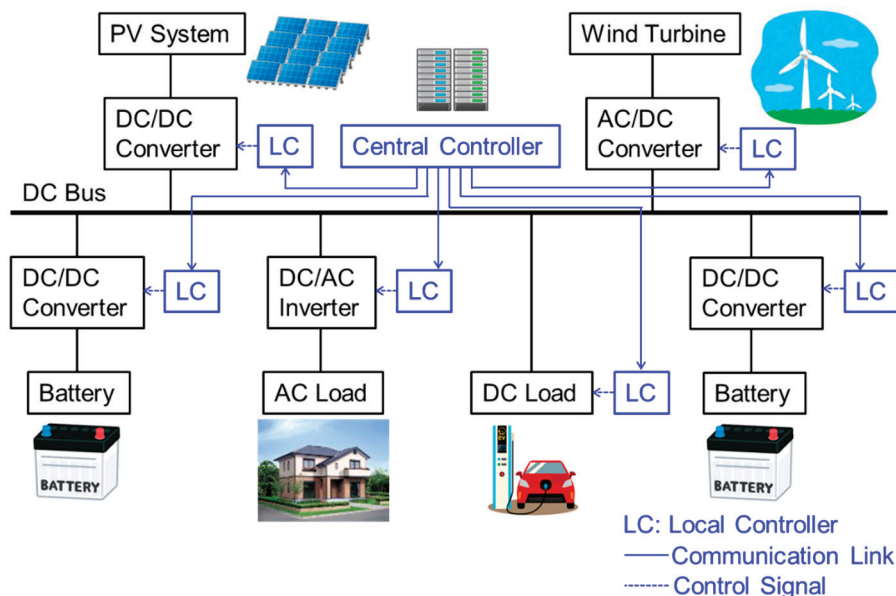 PV System
Wind Turbine
DC/DC
Converter
LC
Central Controller
AC/DC
Converter
LC
DC Bus
DC/DC
Converter
LC
DC/AC
Inverter
LC
DC/DC
Converter
LC
Battery
AC Load
DC Load
LC
Battery
BATTERY
BATTERY
LC: Local Controller
Communication Link
Control Signal